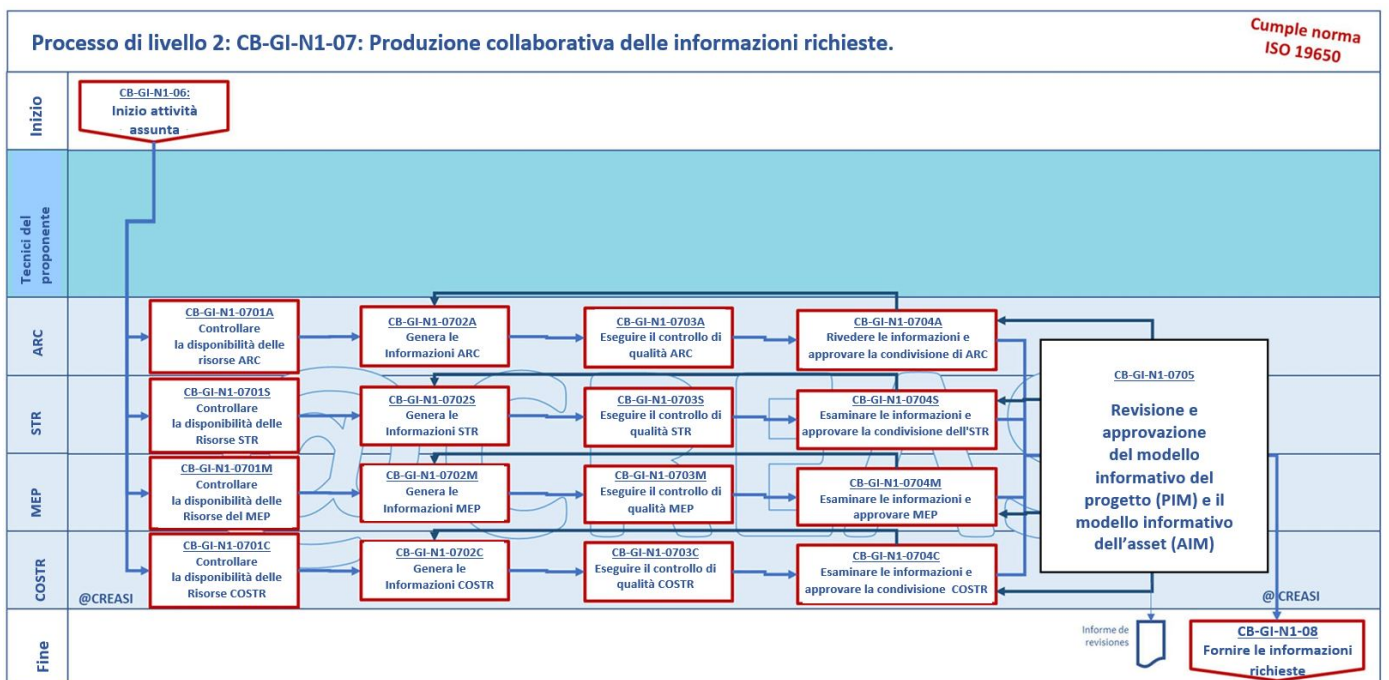 Processo di livello 2: CB-GI-N1-07: Produzione collaborativa delle informazioni richieste.
Cumple norma
ISO 19650
Inizio
CB-GI-N1-06:
Inizio attività
assunta
Tecnici del
proponente
ARC
CB-GI-N1-0701A
Controllare
la disponibilità delle
risorse ARC
CB-GI-N1-0702A
Genera le
Informazioni ARC
CB-GI-N1-0703A
Eseguire il controllo di
qualità ARC
CB-GI-N1-0704A
Rivedere le informazioni e
approvare la condivisione di ARC
STR
CB-GI-N1-0701S
Controllare
la disponibilità delle
Risorse STR
CB-GI-N1-0702S
Genera le
Informazioni STR
CB-GI-N1-0703S
Eseguire il controllo di
qualità STR
CB-GI-N1-0704S
Esaminare le informazioni e
approvare la condivisione dell'STR
MEP
CB-GI-N1-0701M
Controllare
la disponibilità delle
Risorse del MEP
CB-GI-N1-0702M
Genera le
Informazioni MEP
CB-GI-N1-0703M
Eseguire il controllo di
qualità MEP
CB-GI-N1-0704M
Esaminare le informazioni e
approvare MEP
COSTR
CB-GI-N1-0701C
Controllare
la disponibilità delle
Risorse COSTR
CB-GI-N1-0702C
Genera le
Informazioni COSTR
CB-GI-N1-0703C
Eseguire il controllo di
qualità COSTR
CB-GI-N1-0704C
Esaminare le informazioni e
approvare la condivisione COSTR
CB-GI-N1-0705
Revisione e
approvazione
del modello
informativo del
progetto (PIM) e il
modello informativo
dell'asset (AIM)
@CREASI
@CREASI
Fine
Informe de
revisiones
CB-GI-N1-08
Fornire le informazioni
richieste